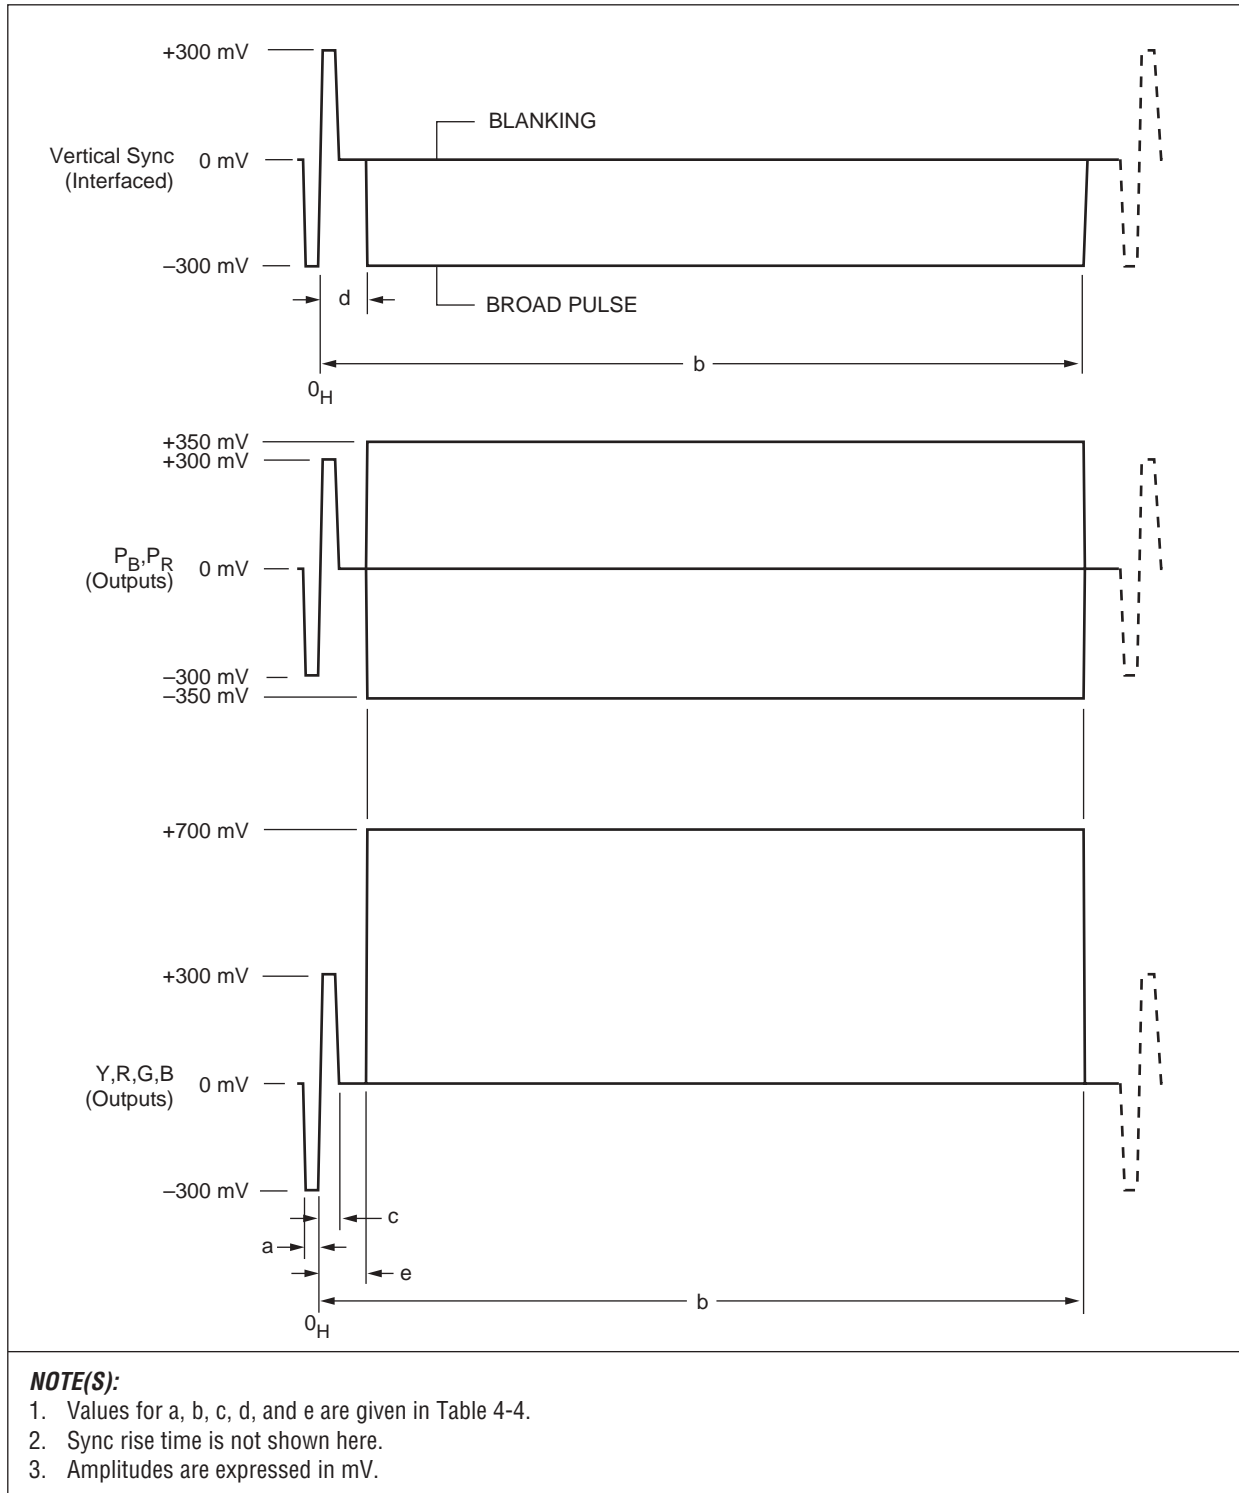 +300 mV
BLANKING
Vertical Sync
(Interfaced)
0 mV
–300 mV
d
BROAD PULSE
b
0H
+350 mV
+300 mV
PB,PR
(Outputs)
0 mV
–300 mV
–350 mV
+700 mV
+300 mV
Y,R,G,B
(Outputs)
0 mV
–300 mV
c
a
e
b
0H
NOTE(S):
1. Values for a, b, c, d, and e are given in Table 4-4.
2. Sync rise time is not shown here.
3. Amplitudes are expressed in mV.